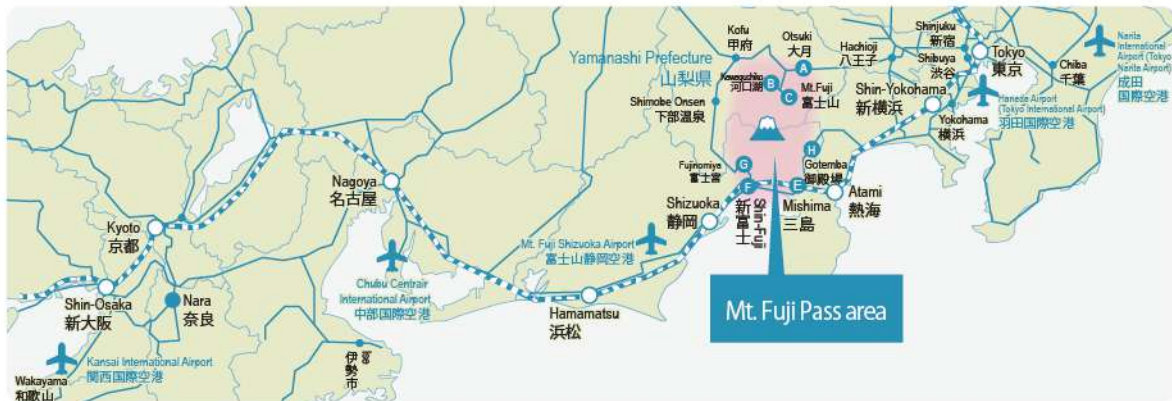 Kofu
甲府
Otsuki
大月
Yamanashi Prefecture
山梨県
Hachioji
八王子
Shinjuku
新宿
Shibuya
渋谷
Tokyo
東京
Narita
International
Airport (Tokyo
Narita Airport)
成田
国際空港
Chiba
千葉
Kawaguchiko
河口湖
A
B
C
Mt.Fuji
富士山
Shimobe Onsen
下部温泉
Shin-Yokohama
新横浜
Haneda Airport
(Tokyo International Airport)
羽田国際空港
Yokohama
横浜
H
Gotemba
御殿場
Fujinomiya
富士宮
G
F
E
Shin-Fuji
新富士
Mishima
三島
Atami
熱海
Shizuoka
静岡
Nagoya
名古屋
Kyoto
京都
Mt. Fuji Shizuoka Airport
富士山静岡空港
Chubu Centrair
International Airport
中部国際空港
Hamamatsu
浜松
Shin-Osaka
新大阪
Nara
奈良
Kansai International Airport
関西国際空港
Wakayama
和歌山
Ise
伊勢市
Mt. Fuji Pass area